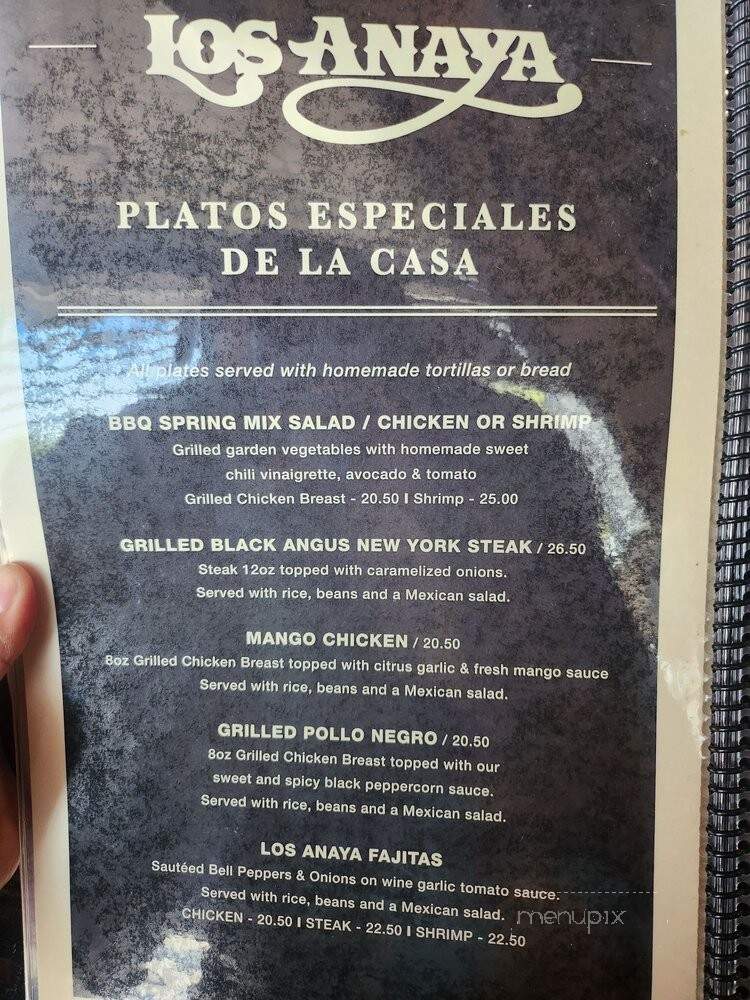 LOS ANAYA
PLATOS ESPECIALES
DE LA CASA
All plates served with homemade tortillas or bread
BBQ SPRING MIX SALAD / CHICKEN OR SHRIMP
Grilled garden vegetables with homemade sweet
chili vinaigrette, avocado & tomato
Grilled Chicken Breast - 20.50 I Shrimp - 25.00
GRILLED BLACK ANGUS NEW YORK STEAK / 26.50
Steak 12oz topped with caramelized onions.
Served with rice, beans and a Mexican salad.
MANGO CHICKEN / 20.50
8oz Grilled Chicken Breast topped with citrus garlic & fresh mango sauce
Served with rice, beans and a Mexican salad.
GRILLED POLLO NEGRO / 20.50
8oz Grilled Chicken Breast topped with our
sweet and spicy black peppercorn sauce.
Served with rice, beans and a Mexican salad.
LOS ANAYA FAJITAS
Sautéed Bell Peppers & Onions on wine garlic tomato sauce.
Served with rice, beans and a Mexican salad.
CHICKEN - 20.50 I STEAK - 22.50 I SHRIMP - 22.50
menupix